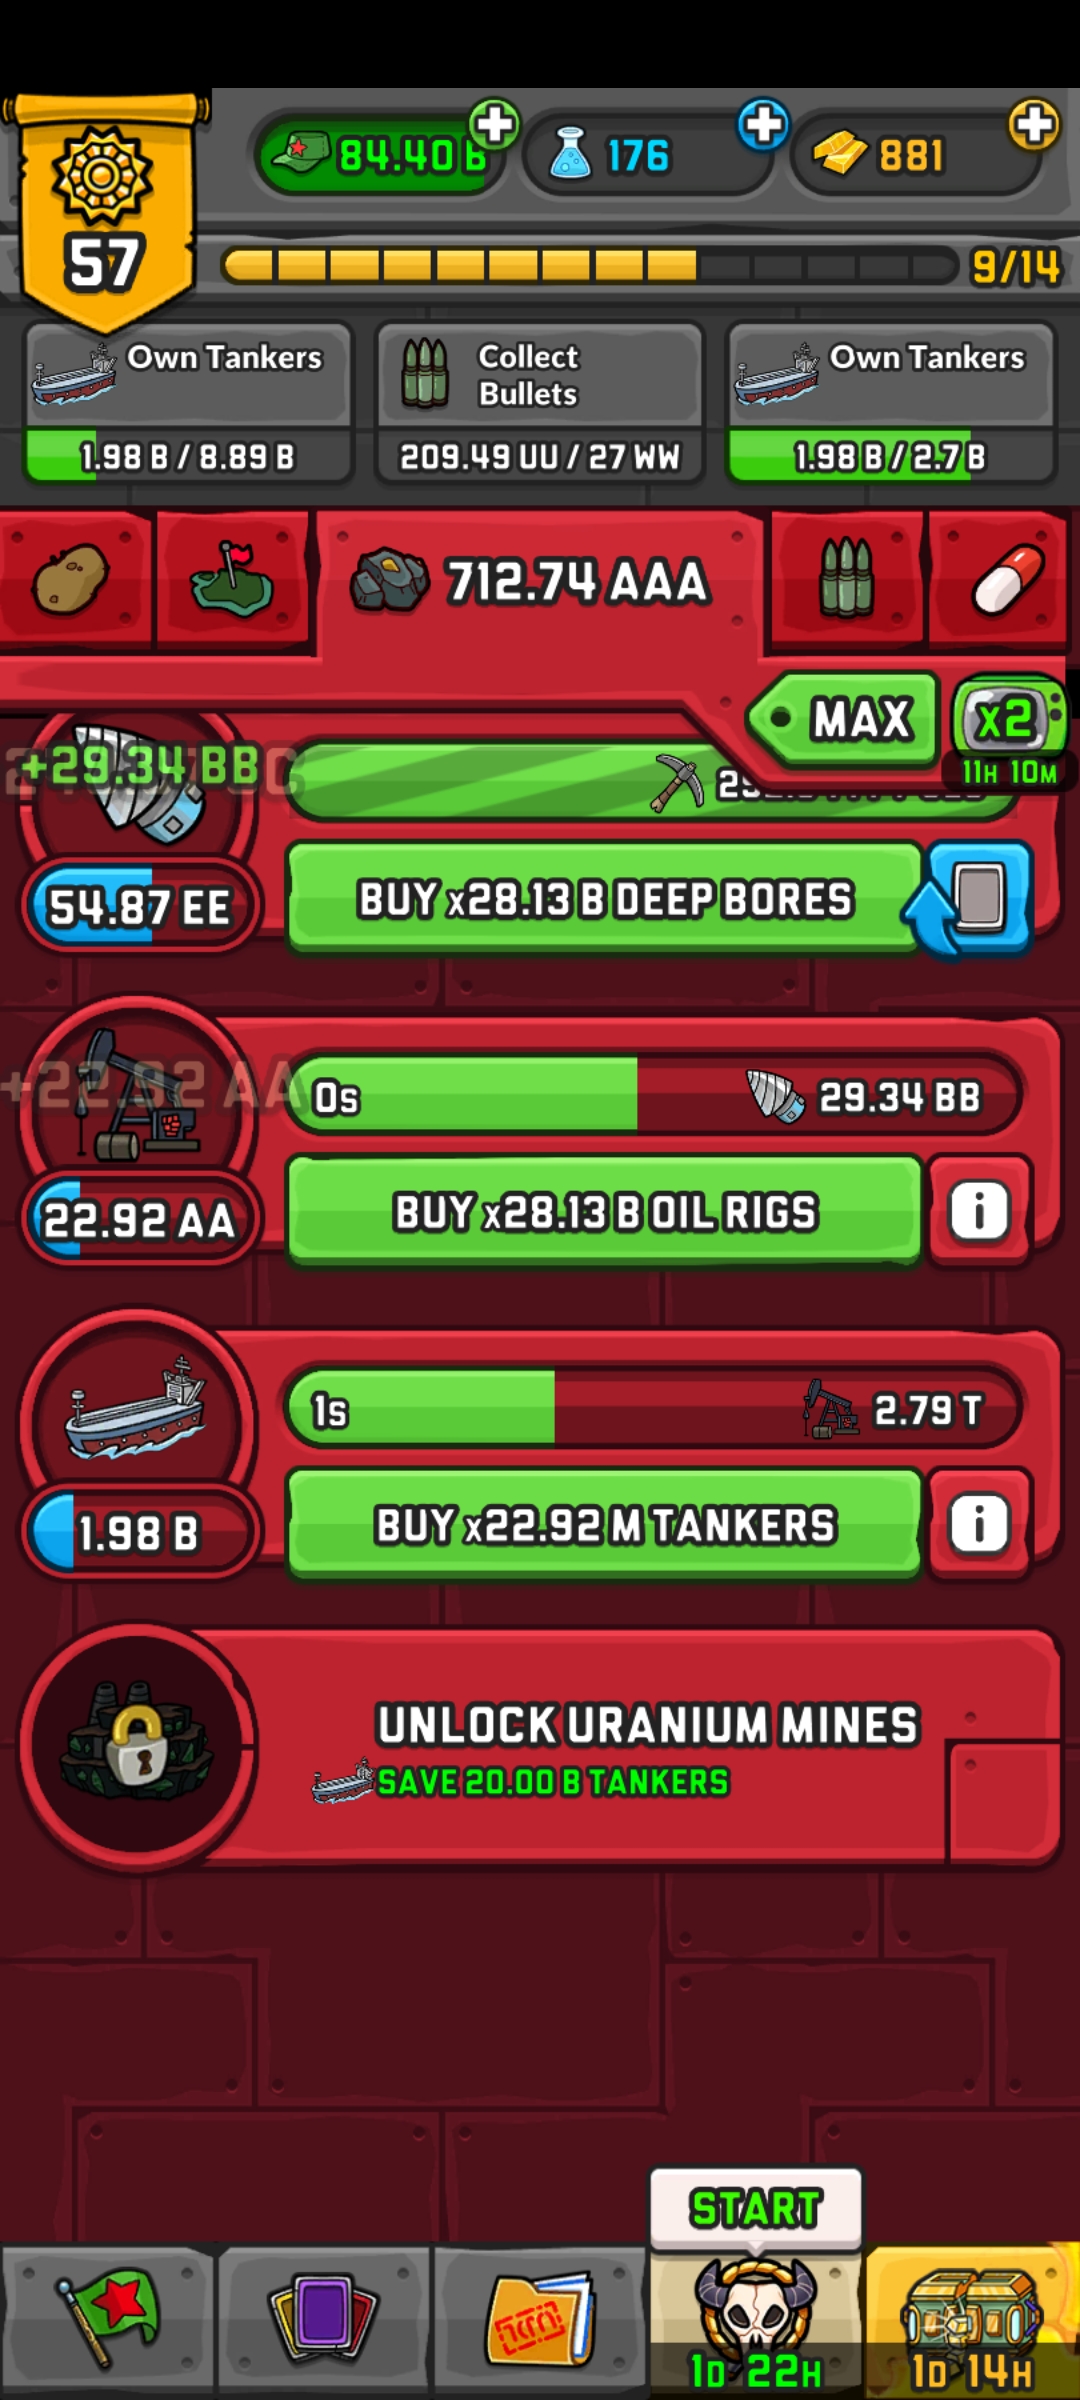 84.40 B
176
881
57
9/14
Own Tankers
1.98 B / 8.89 B
Collect
Bullets
209.49 UU / 27 WW
Own Tankers
1.98 B / 2.7 B
712.74 AAA
MAX
x2
11H 10M
+29.34 BB
54.87 EE
BUY x28.13 B DEEP BORES
+22.92 AA
0s
29.34 BB
22.92 AA
BUY x28.13 B OIL RIGS
1s
2.79 T
1.98 B
BUY x22.92 M TANKERS
UNLOCK URANIUM MINES
SAVE 20.00 B TANKERS
START
1D 22H
1D 14H